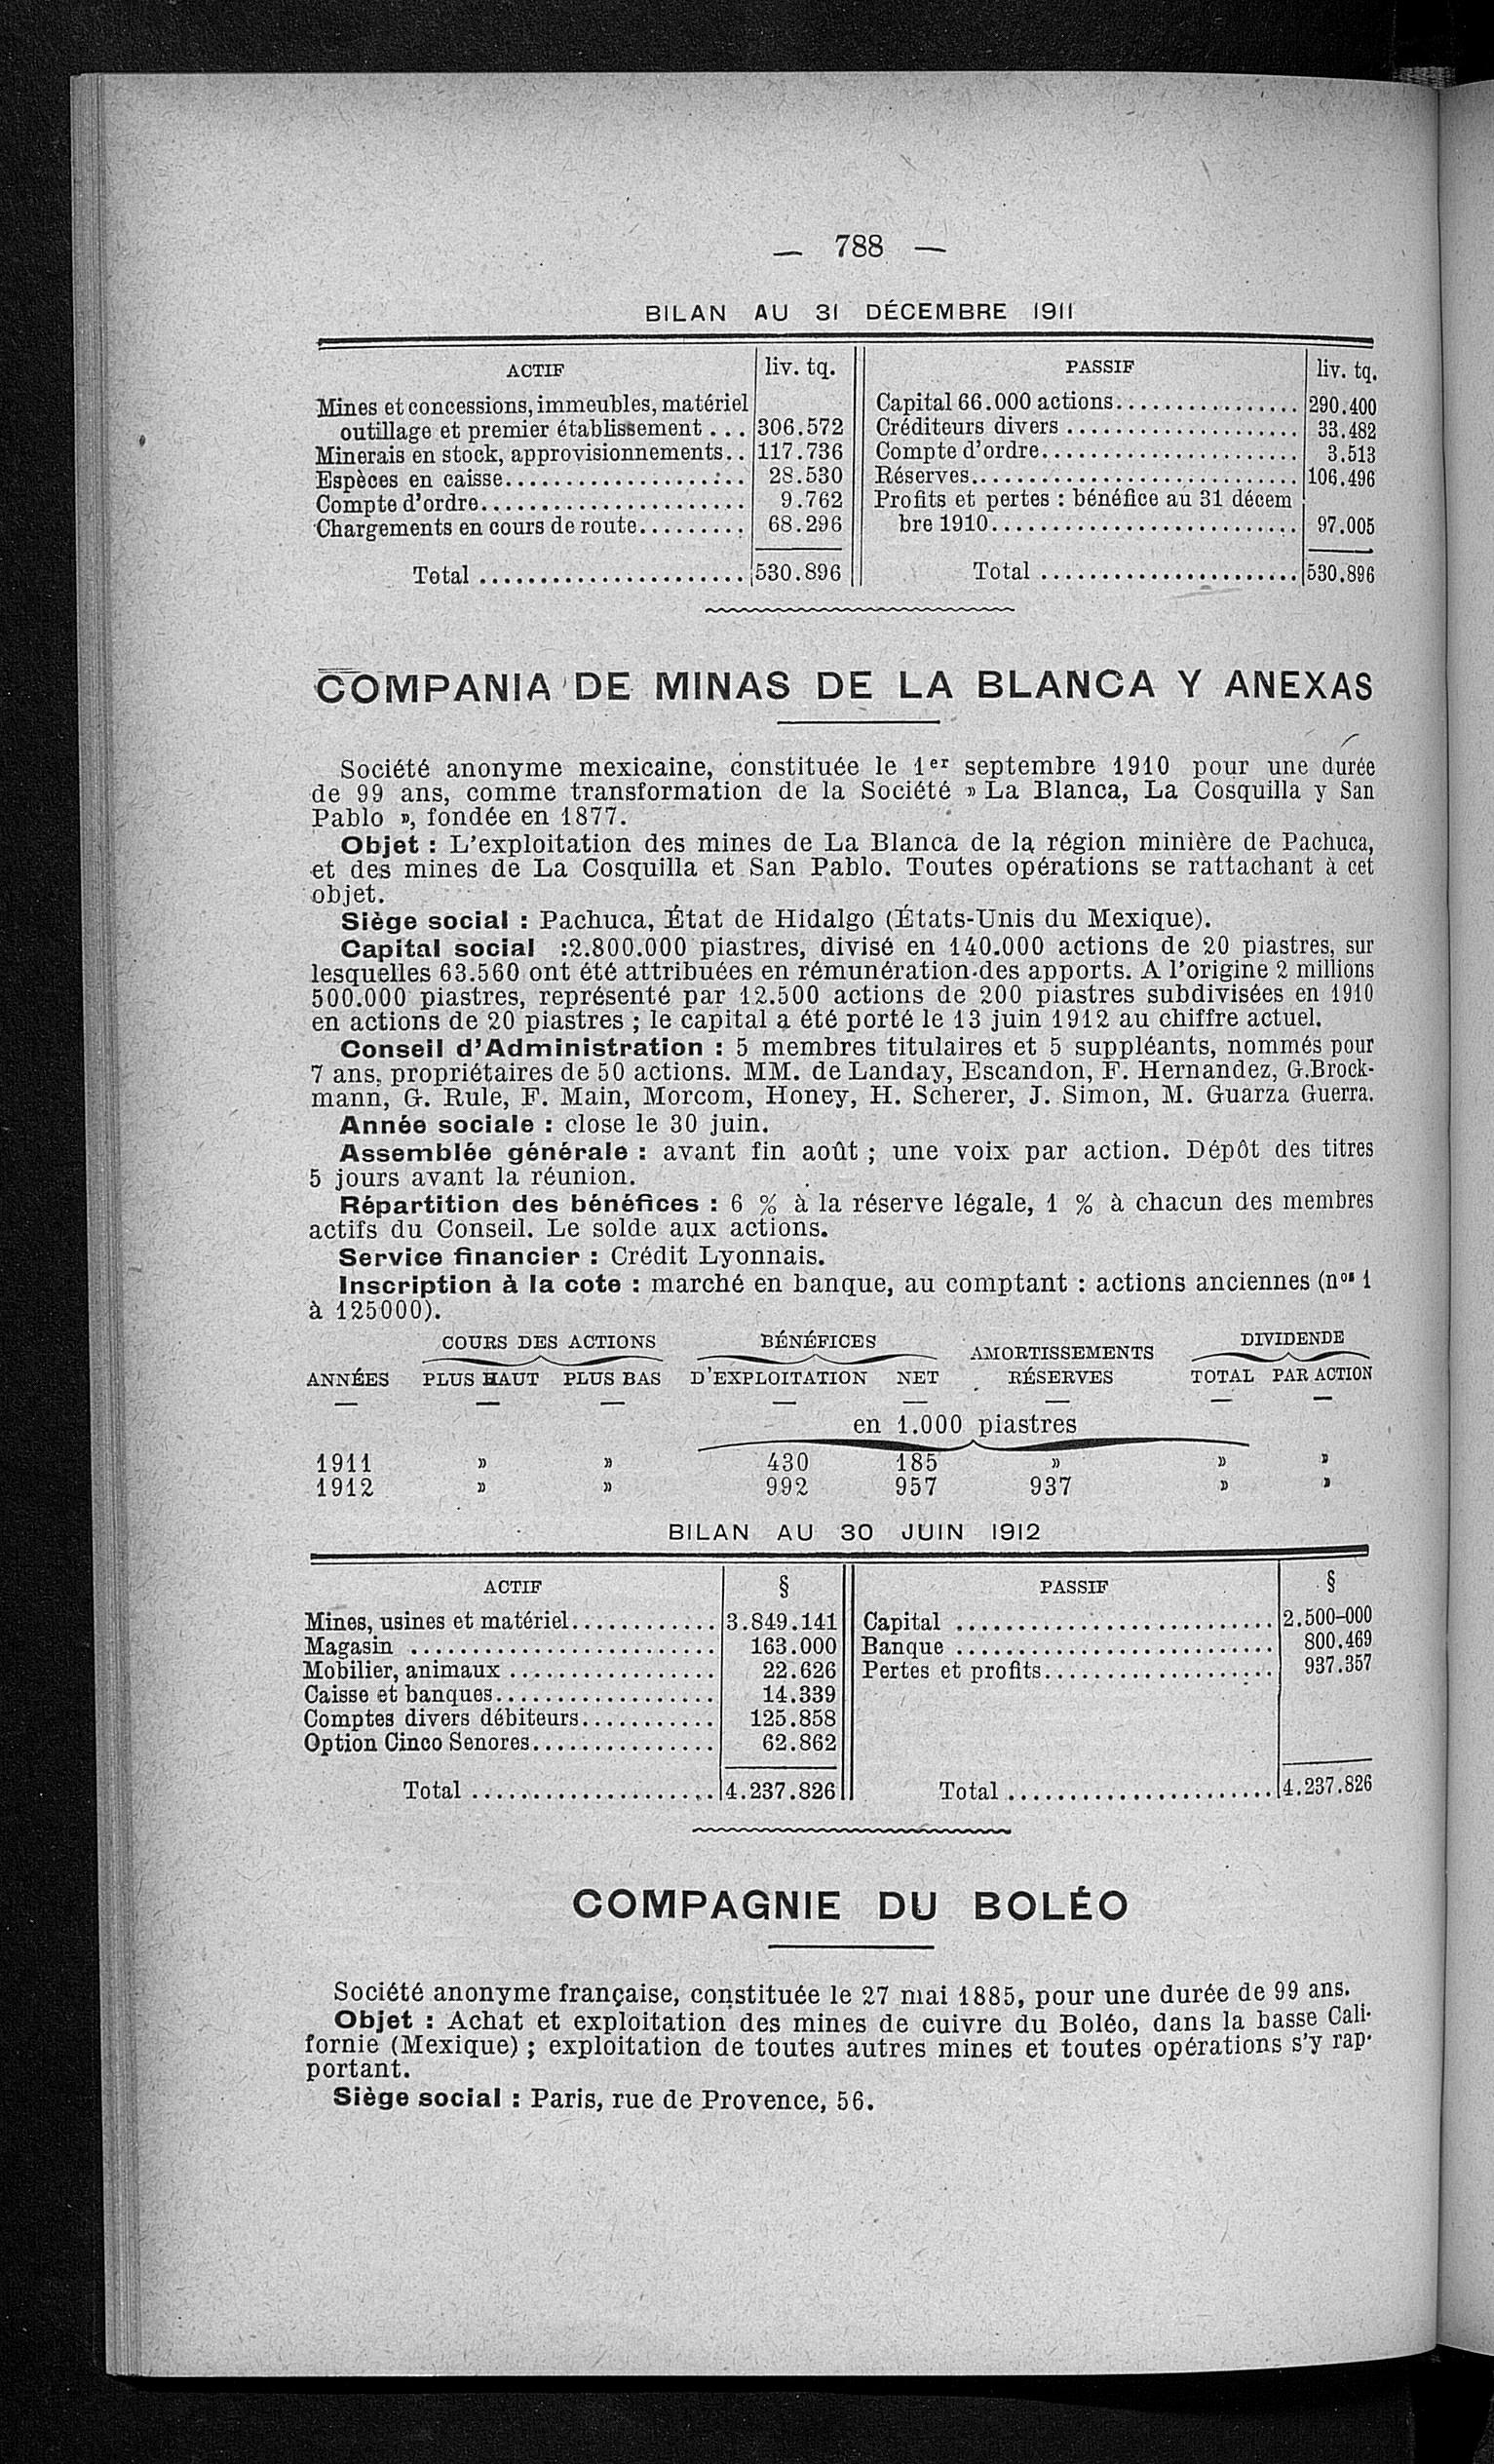 — 788 —
BILAN AU 31 DÉCEMBRE 1911
ACTIF liv. tq. PASSIF liv. tq.
Mines et concessions, immeubles, matériel Capital 66.000 actions................ 290.400
outillage et premier établissement ... 306.572 Créditeurs divers ................... 33.482
Minerais en stock, approvisionnements.. 117.736 Compte d'ordre..................... 3.513
Espèces en caisse.................... 28.530 Réserves........................... 106.496
Compte d'ordre...................... 9.762 Profits et pertes : bénéfice au 31 décem
Chargements en cours de route......... 68.296 bre 1910......................... 97.005
Total ...................... 530.896 Total ..................... 530.896
COMPANIA DE MINAS DE LA BLANCA Y ANEXAS
Société anonyme mexicaine, constituée le 1er septembre 1910 pour une durée
de 99 ans, comme transformation de la Société » La Blanca, La Cosquilla y San
Pablo », fondée en 1877.
Objet : L'exploitation des mines de La Blanca de la région minière de Pachuca,
et des mines de La Cosquilla et San Pablo. Toutes opérations se rattachant à cet
objet.
Siège social : Pachuca, État de Hidalgo (États-Unis du Mexique).
Capital social :2.800.000 piastres, divisé en 140.000 actions de 20 piastres, sur
lesquelles 63.560 ont été attribuées en rémunération des apports. A l'origine 2 millions
500.000 piastres, représenté par 12.500 actions de 200 piastres subdivisées en 1910
en actions de 20 piastres ; le capital a été porté le 13 juin 1912 au chiffre actuel.
Conseil d'Administration : 5 membres titulaires et 5 suppléants, nommés pour
7 ans, propriétaires de 50 actions. MM. de Landay, Escandon, F. Hernandez, G.Brock-
mann, G. Rule, F. Main, Morcom, Honey, H. Scherer, J. Simon, M. Guarza Guerra.
Année sociale : close le 30 juin.
Assemblée générale : avant fin août ; une voix par action. Dépôt des titres
5 jours avant la réunion.
Répartition des bénéfices : 6 % à la réserve légale, 1 % à chacun des membres
actifs du Conseil. Le solde aux actions.
Service financier : Crédit Lyonnais.
Inscription à la cote : marché en banque, au comptant : actions anciennes (nos 1
à 125000).
COURS DES ACTIONS BÉNÉFICES AMORTISSEMENTS DIVIDENDE
ANNÉES PLUS HAUT PLUS BAS D'EXPLOITATION NET RÉSERVES TOTAL PAR ACTION
— — — — — — — —
en 1.000 piastres
1911 » » 430 185 » » »
1912 » » 992 957 937 » »
BILAN AU 30 JUIN 1912
ACTIF § PASSIF §
Mines, usines et matériel............ 3.849.141 Capital .......................... 2.500-000
Magasin ......................... 163.000 Banque .......................... 800.469
Mobilier, animaux ................. 22.626 Pertes et profits................... 937.357
Caisse et banques.................. 14.339
Comptes divers débiteurs........... 125.858
Option Cinco Senores............... 62.862
Total .................... 4.237.826 Total ...................... 4.237.826
COMPAGNIE DU BOLÉO
Société anonyme française, constituée le 27 mai 1885, pour une durée de 99 ans.
Objet : Achat et exploitation des mines de cuivre du Boléo, dans la basse Cali-
fornie (Mexique) ; exploitation de toutes autres mines et toutes opérations s'y rap-
portant.
Siège social : Paris, rue de Provence, 56.